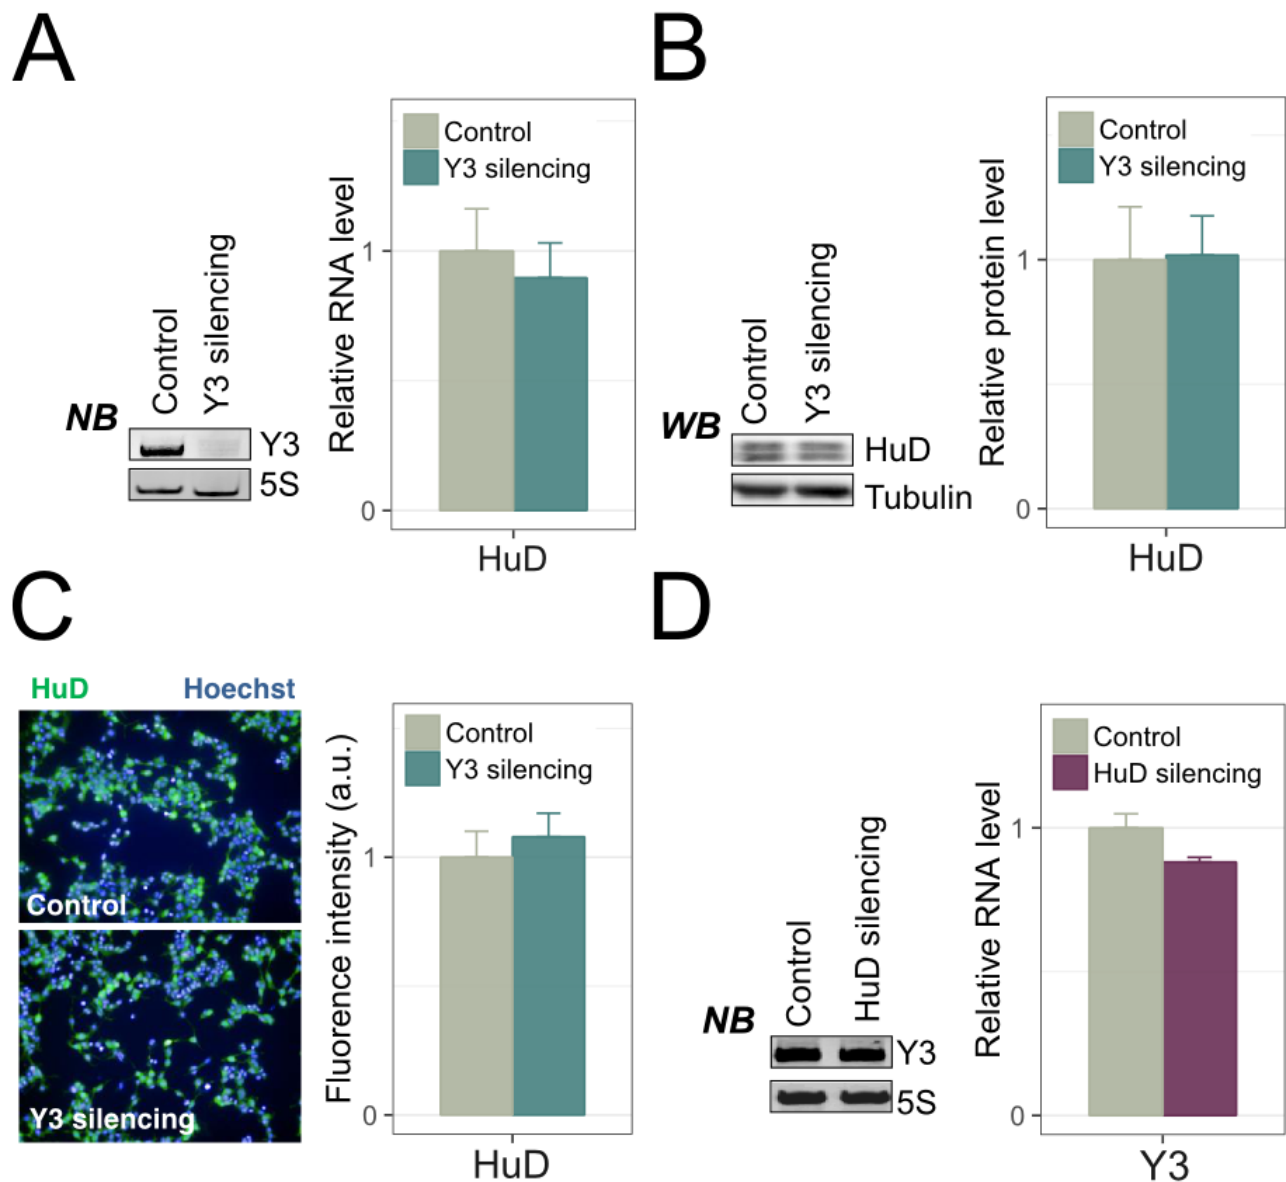 A
Control
Y3 silencing
Relative RNA level
1
0
HuD
NB
Control
Y3 silencing
Y3
5S
B
Control
Y3 silencing
Relative protein level
1
0
HuD
WB
Control
Y3 silencing
HuD
Tubulin
C
HuD Hoechst
Control
Y3 silencing
Control
Y3 silencing
Fluorence intensity (a.u.)
1
0
HuD
D
Control
HuD silencing
Relative RNA level
1
0
Y3
NB
Control
HuD silencing
Y3
5S